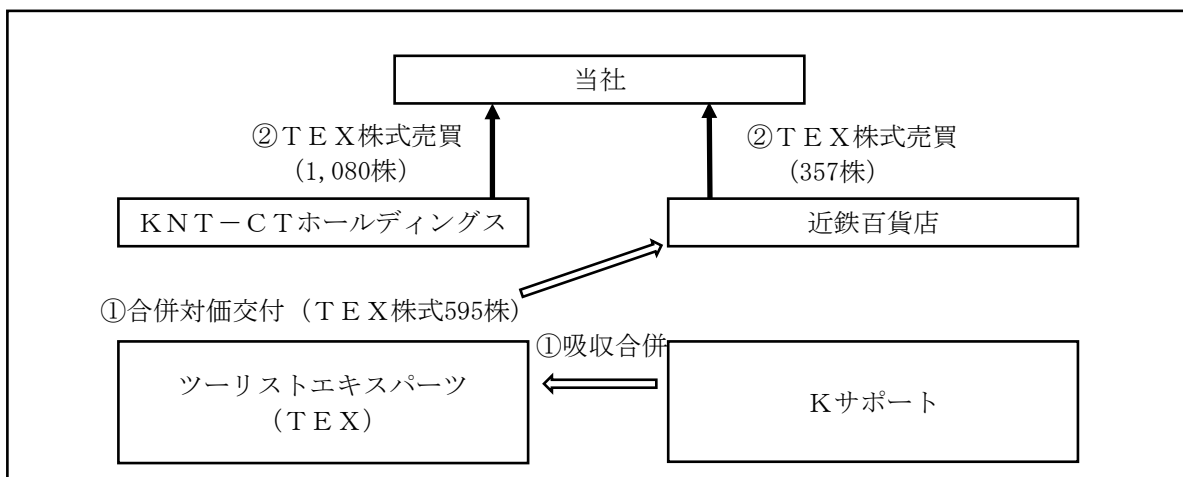 当社
②ＴＥＸ株式売買
(1,080株)
②ＴＥＸ株式売買
(357株)
ＫＮＴ－ＣＴホールディングス
近鉄百貨店
①合併対価交付（ＴＥＸ株式595株）
①吸収合併
ツーリストエキスパーツ
（ＴＥＸ）
Ｋサポート